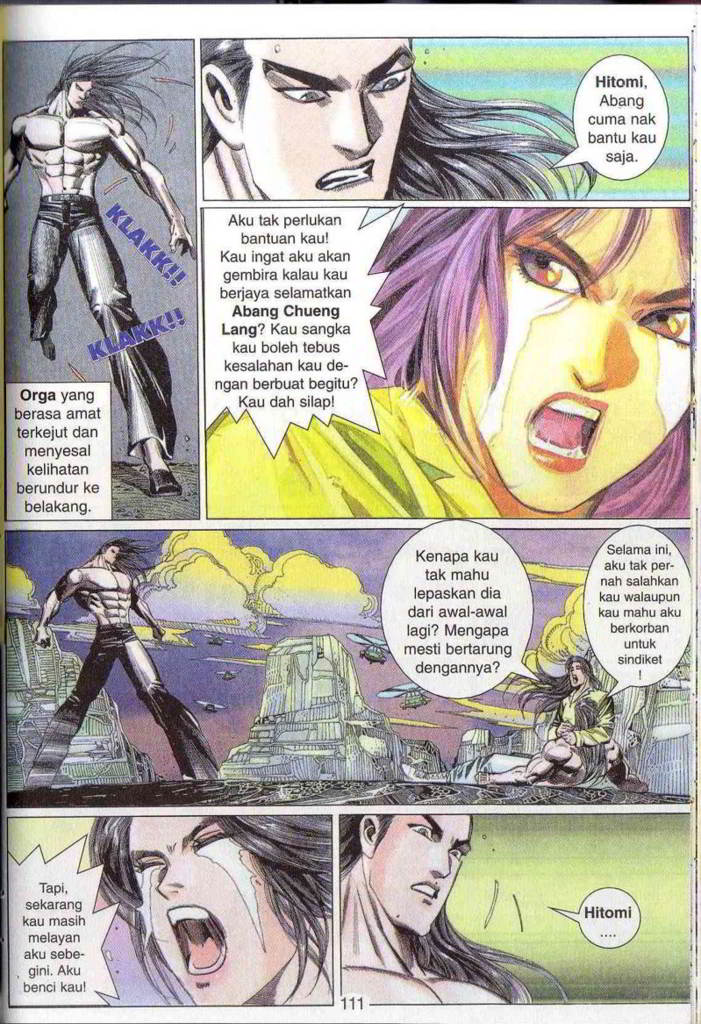 KLAKK!!
KLAKK!!
Orga yang
berasa amat
terkejut dan
menyesal
kelihatan
berundur ke
belakang.
Hitomi,
Abang
cuma nak
bantu kau
saja.
Aku tak perlukan
bantuan kau!
Kau ingat aku akan
gembira kalau kau
berjaya selamatkan
Abang Chueng
Lang? Kau sangka
kau boleh tebus
kesalahan kau de-
ngan berbuat begitu?
Kau dah silap!
Kenapa kau
tak mahu
lepaskan dia
dari awal-awal
lagi? Mengapa
mesti bertarung
dengannya?
Selama ini,
aku tak per-
nah salahkan
kau walaupun
kau mahu aku
berkorban
untuk
sindiket
!
Tapi,
sekarang
kau masih
melayan
aku sebe-
gini. Aku
benci kau!
Hitomi
....
111